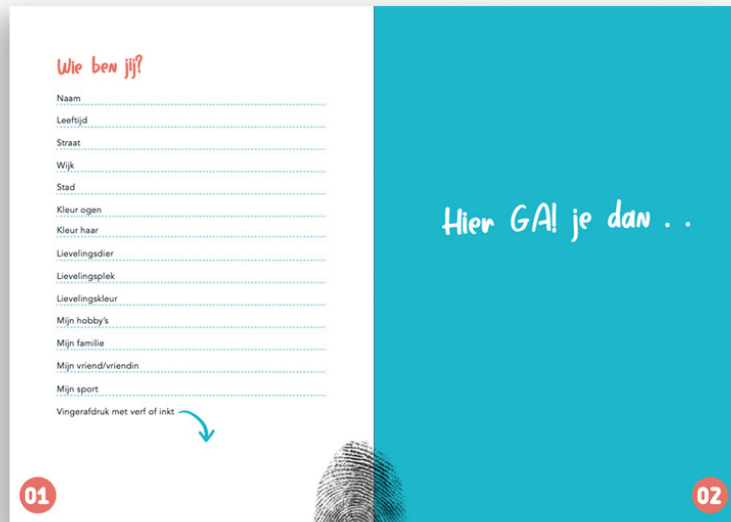 Wie ben jij?
Naam
Leeftijd
Straat
Wijk
Stad
Kleur ogen
Kleur haar
Lievelingsdier
Lievelingsplek
Lievelingskleur
Mijn hobby's
Mijn familie
Mijn vriend/vriendin
Mijn sport
Vingerafdruk met verf of inkt
01
Hier GA! je dan . .
02